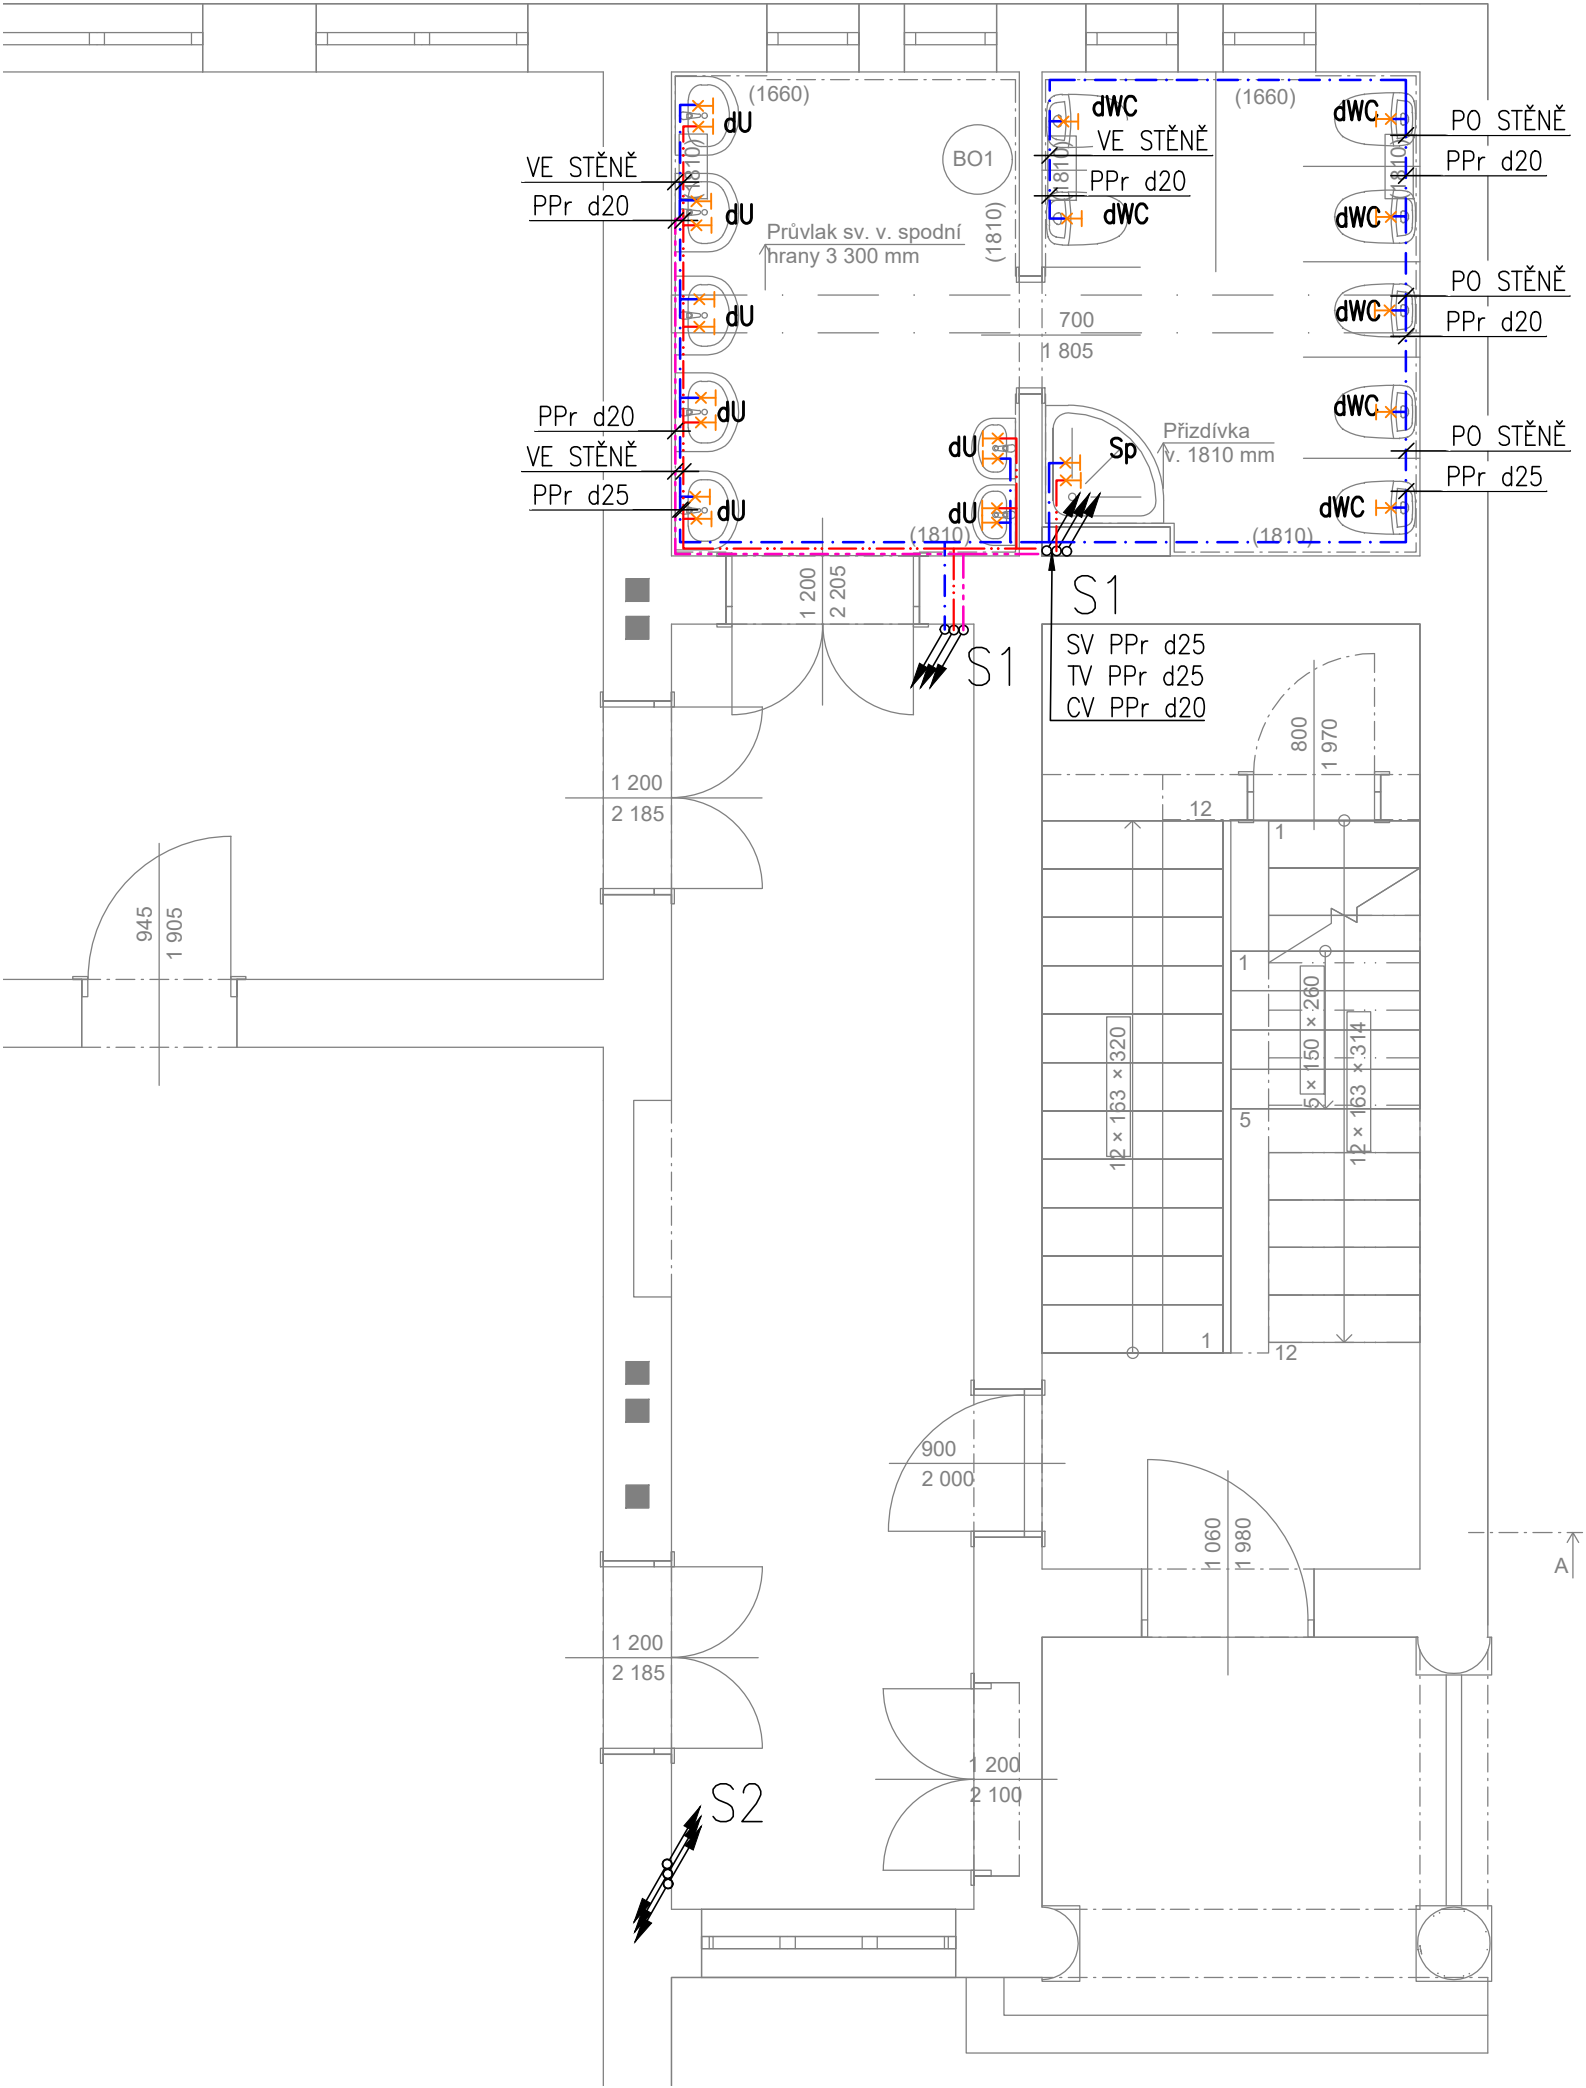 (1660)
dU
VE STĚNĚ
PPr d20
(1810)
dU
BO1
Průvlak sv. v. spodní
hrany 3 300 mm
(1810)
dWC
VE STĚNĚ
(1810)
PPr d20
dWC
(1660)
dWC
PO STĚNĚ
(1810)
PPr d20
dWC
dU
700
1 805
dWC
PO STĚNĚ
PPr d20
PPr d20
dU
VE STĚNĚ
PPr d25
dU
dU
dU
(1810)
Sp
Přizdívka
v. 1810 mm
dWC
PO STĚNĚ
PPr d25
dWC
(1810)
1 200
2 205
S1
S1
SV PPr d25
TV PPr d25
CV PPr d20
800
1 970
1 200
2 185
12
1
945
1 905
1
5
12 × 163 × 320
5 × 150 × 260
12 × 163 × 314
1
12
900
2 000
1 060
1 980
A
1 200
2 185
1 200
2 100
S2